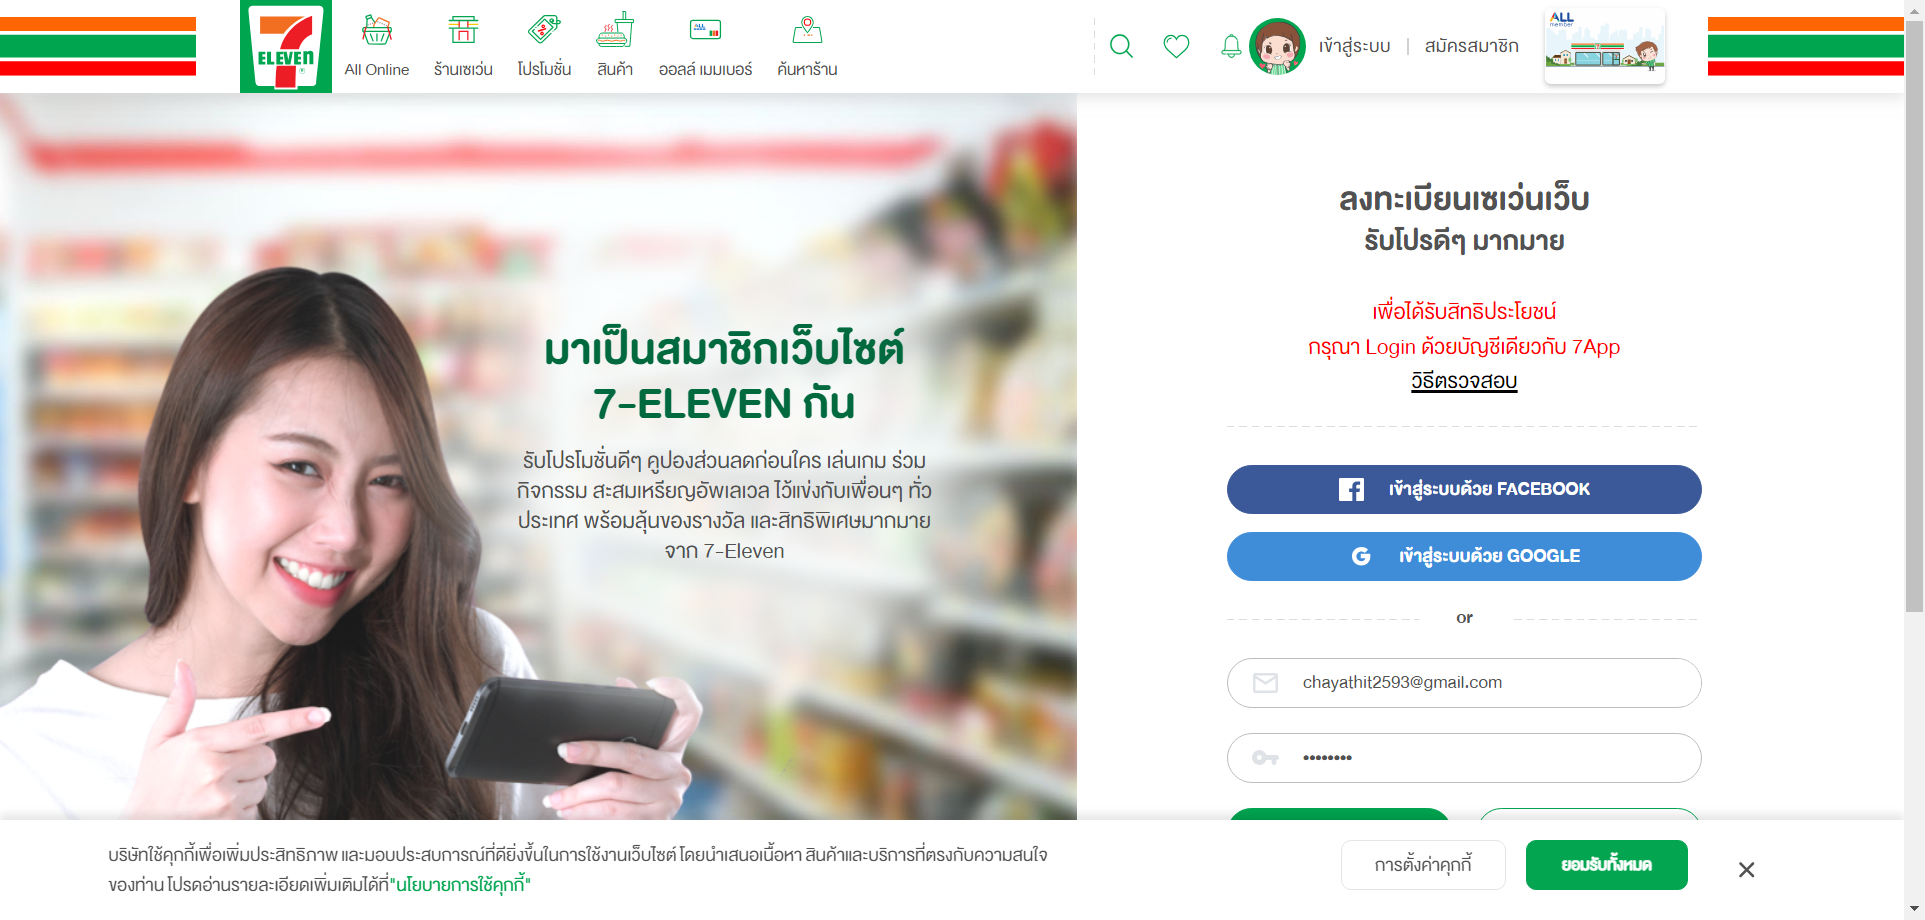 7
ELEVEN
All Online
ร้านเซเว่น
โปรโมชั่น
สินค้า
ออลล์ เมมเบอร์
ค้นหาร้าน
เข้าสู่ระบบ | สมัครสมาชิก
ALL
member
ลงทะเบียนเซเว่นเว็บ
รับโปรดีๆ มากมาย
เพื่อได้รับสิทธิประโยชน์
กรุณา Login ด้วยบัญชีเดียวกับ 7App
วิธีตรวจสอบ
มาเป็นสมาชิกเว็บไซต์
7-ELEVEN กัน
รับโปรโมชั่นดีๆ คูปองส่วนลดก่อนใคร เล่นเกม ร่วม
กิจกรรม สะสมเหรียญอัพเลเวล ไว้แข่งกับเพื่อนๆ ทั่ว
ประเทศ พร้อมลุ้นของรางวัล และสิทธิพิเศษมากมาย
จาก 7-Eleven
เข้าสู่ระบบด้วย FACEBOOK
เข้าสู่ระบบด้วย GOOGLE
or
chayathit2593@gmail.com
••••••••
บริษัทใช้คุกกี้เพื่อเพิ่มประสิทธิภาพ และมอบประสบการณ์ที่ดียิ่งขึ้นในการใช้งานเว็บไซต์ โดยนำเสนอเนื้อหา สินค้าและบริการที่ตรงกับความสนใจ
ของท่าน โปรดอ่านรายละเอียดเพิ่มเติมได้ที่"นโยบายการใช้คุกกี้"
การตั้งค่าคุกกี้
ยอมรับทั้งหมด